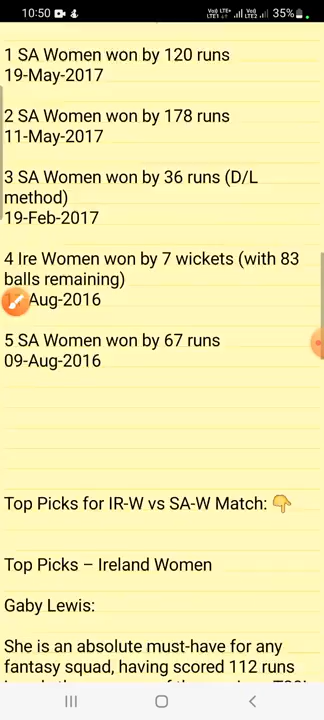 10:50
VoLTE1 LTE+ VoLTE2 35%
1 SA Women won by 120 runs
19-May-2017
2 SA Women won by 178 runs
11-May-2017
3 SA Women won by 36 runs (D/L
method)
19-Feb-2017
4 Ire Women won by 7 wickets (with 83
balls remaining)
Aug-2016
5 SA Women won by 67 runs
09-Aug-2016
Top Picks for IR-W vs SA-W Match: 👇
Top Picks – Ireland Women
Gaby Lewis:
She is an absolute must-have for any
fantasy squad, having scored 112 runs